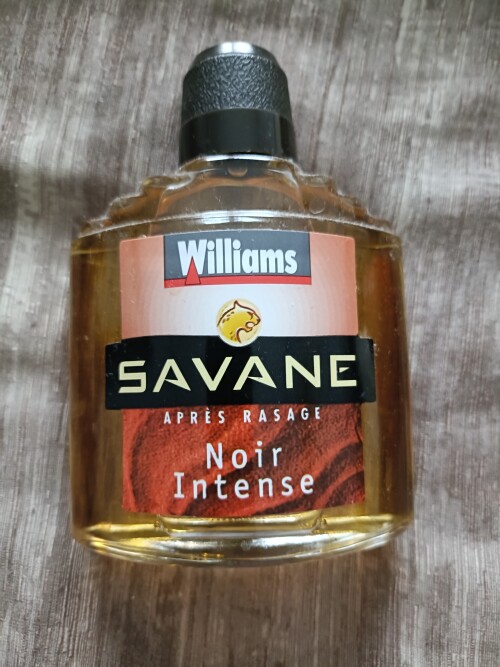 Williams
SAVANE
APRÈS RASAGE
Noir
Intense